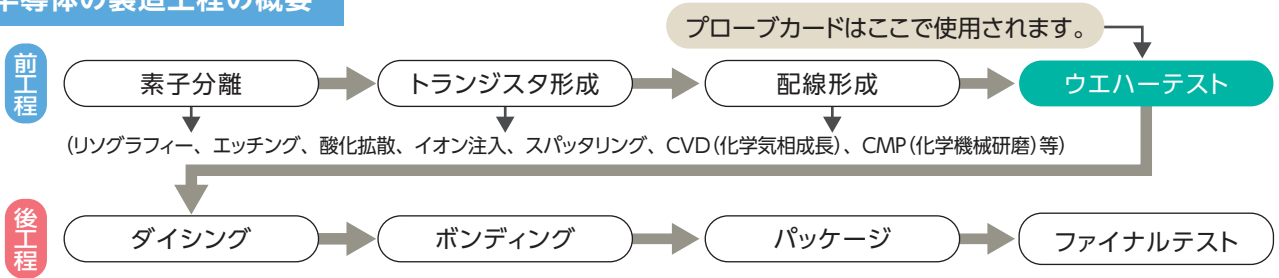 半導体の製造工程の概要
プローブカードはここで使用されます。
前工程
素子分離
トランジスタ形成
配線形成
ウエハーテスト
(リソグラフィー、エッチング、酸化拡散、イオン注入、スパッタリング、CVD(化学気相成長)、CMP(化学機械研磨)等)
後工程
ダイシング
ボンディング
パッケージ
ファイナルテスト